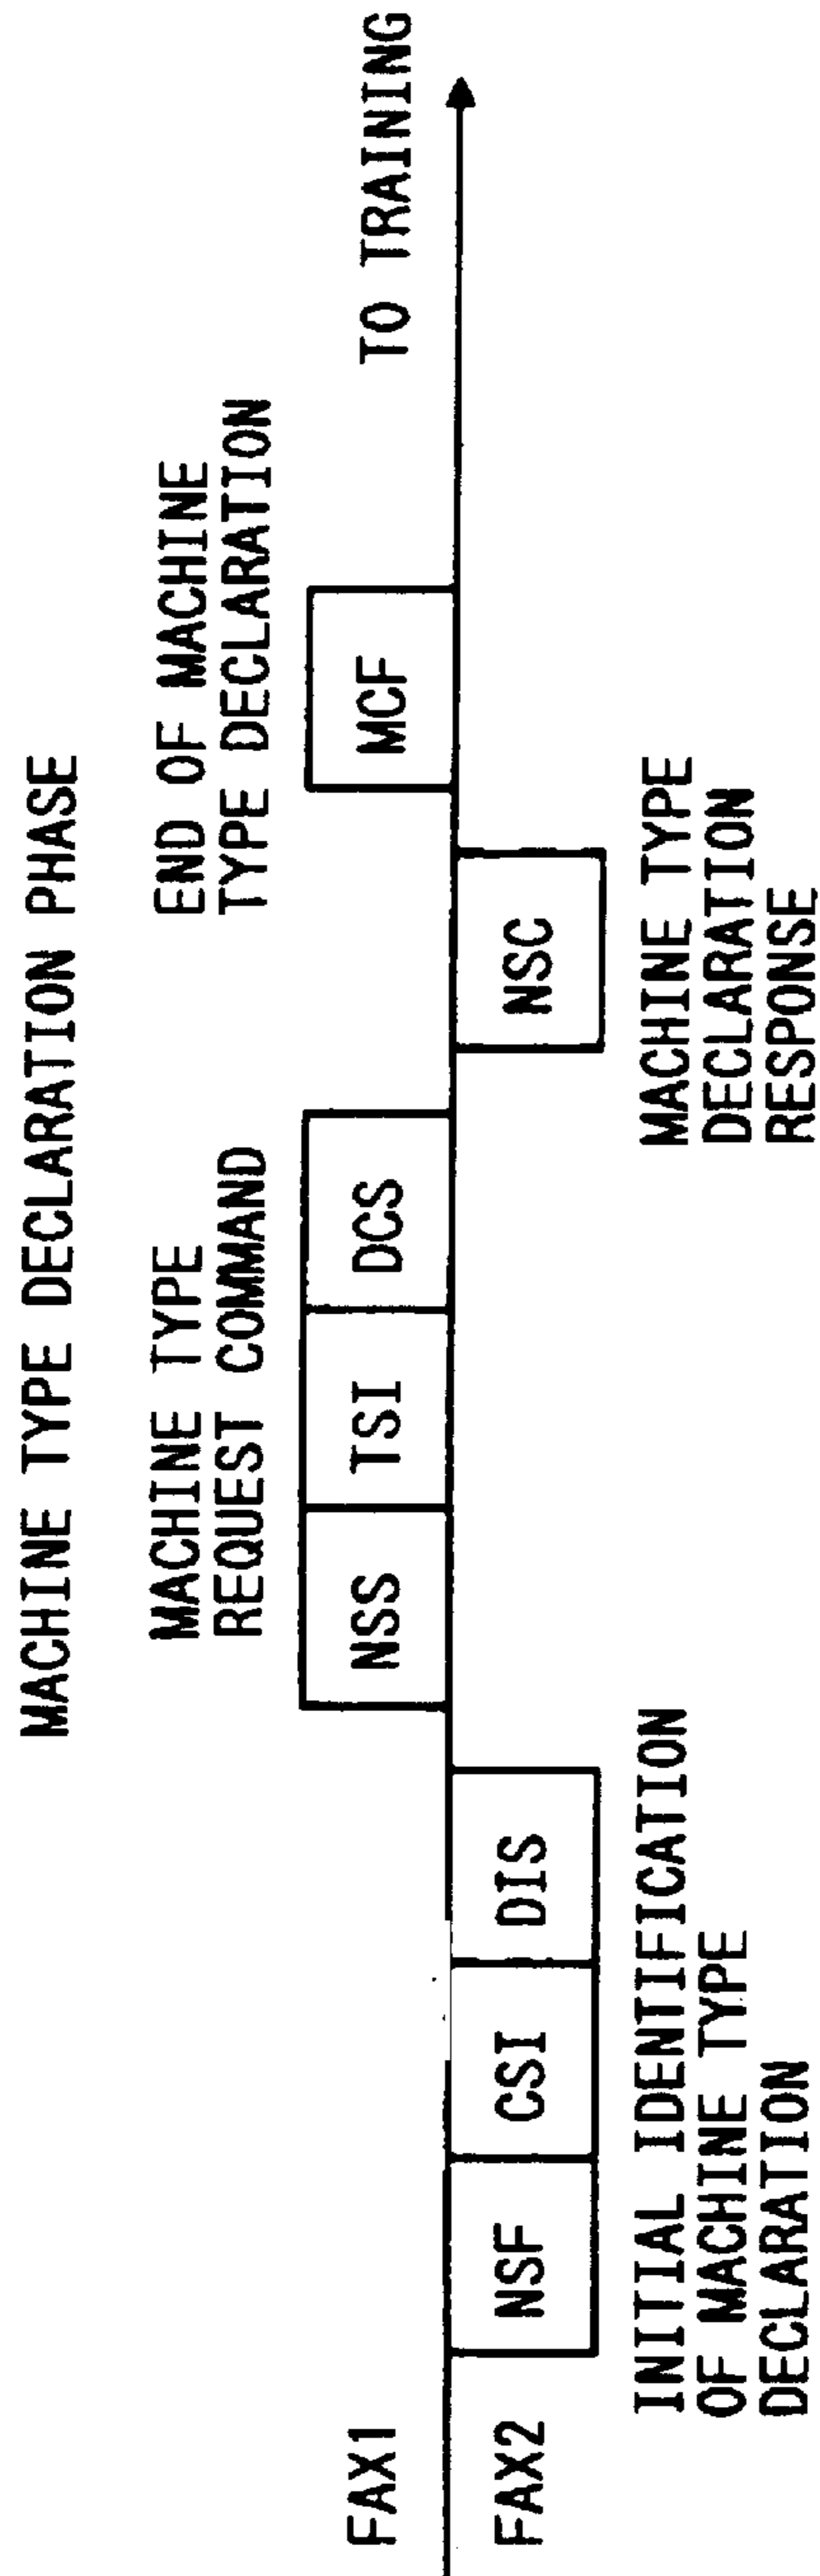 MACHINE TYPE DECLARATION PHASE
MACHINE TYPE
REQUEST COMMAND
END OF MACHINE
TYPE DECLARATION
FAX1
NSS
TSI
DCS
MCF
TO TRAINING
FAX2
NSF
CSI
DIS
NSC
INITIAL IDENTIFICATION
OF MACHINE TYPE
DECLARATION
MACHINE TYPE
DECLARATION
RESPONSE